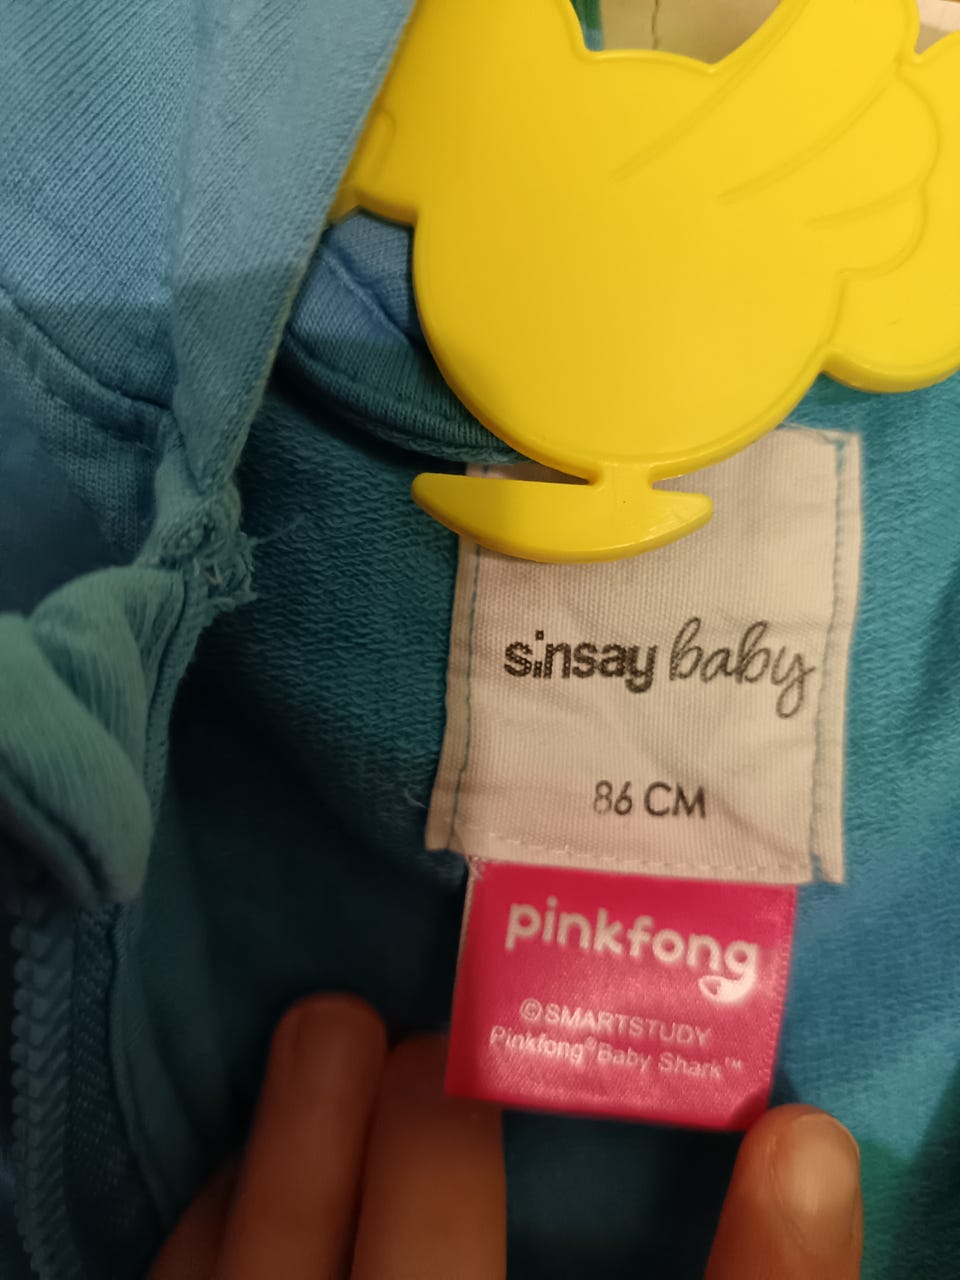 sinsay baby
86 CM
pinkfong
©SMARTSTUDY
Pinkfong®Baby Shark™